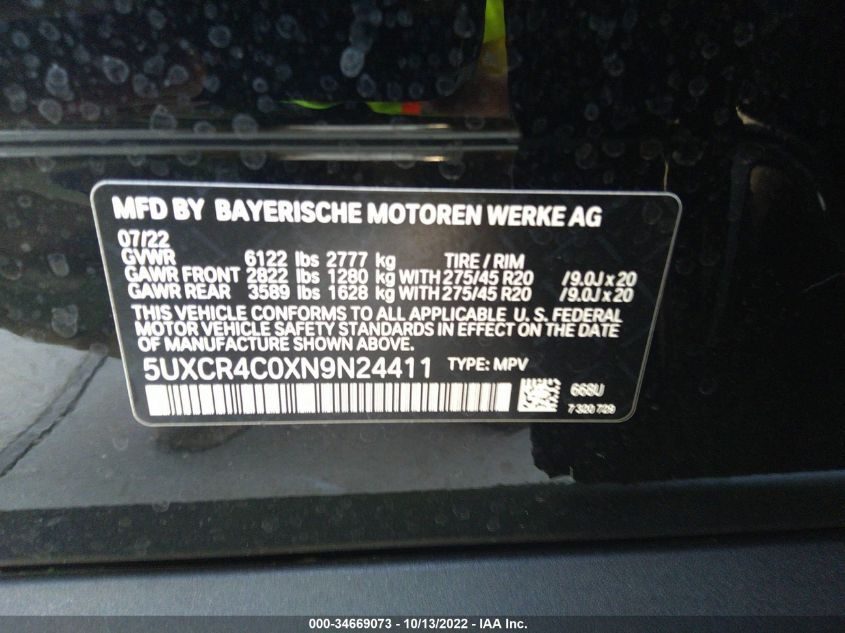 MFD BY BAYERISCHE MOTOREN WERKE AG
07/22
GVWR 6122 lbs 2777 kg TIRE / RIM
GAWR FRONT 2822 lbs 1280 kg WITH 275/45 R20 /9.0J x 20
GAWR REAR 3589 lbs 1628 kg WITH 275/45 R20 /9.0J x 20
THIS VEHICLE CONFORMS TO ALL APPLICABLE U. S. FEDERAL
MOTOR VEHICLE SAFETY STANDARDS IN EFFECT ON THE DATE
OF MANUFACTURE SHOWN ABOVE.
5UXCR4C0XN9N24411 TYPE: MPV
668U
7 320 729
000-34669073 - 10/13/2022 - IAA Inc.